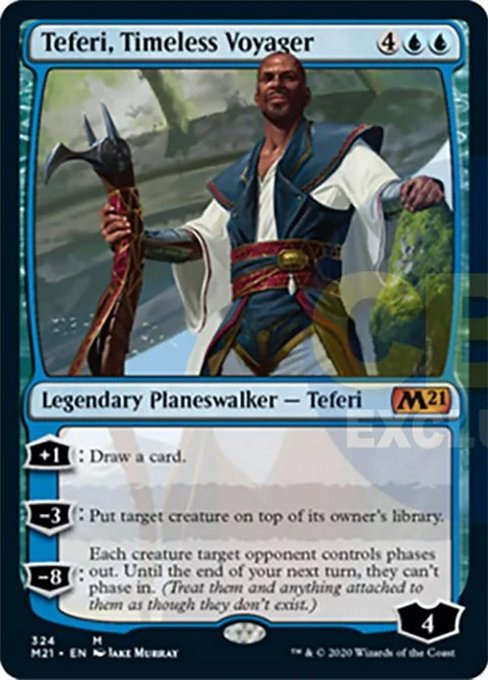 Teferi, Timeless Voyager 4
Legendary Planeswalker — Teferi M21
+1 : Draw a card.
−3 : Put target creature on top of its owner's library.
Each creature target opponent controls phases
−8 : out. Until the end of your next turn, they can't
phase in. (Treat them and anything attached to
them as though they don't exist.)
4
324 M
M21 • EN Jake Murray
™ & © 2020 Wizards of the Coast